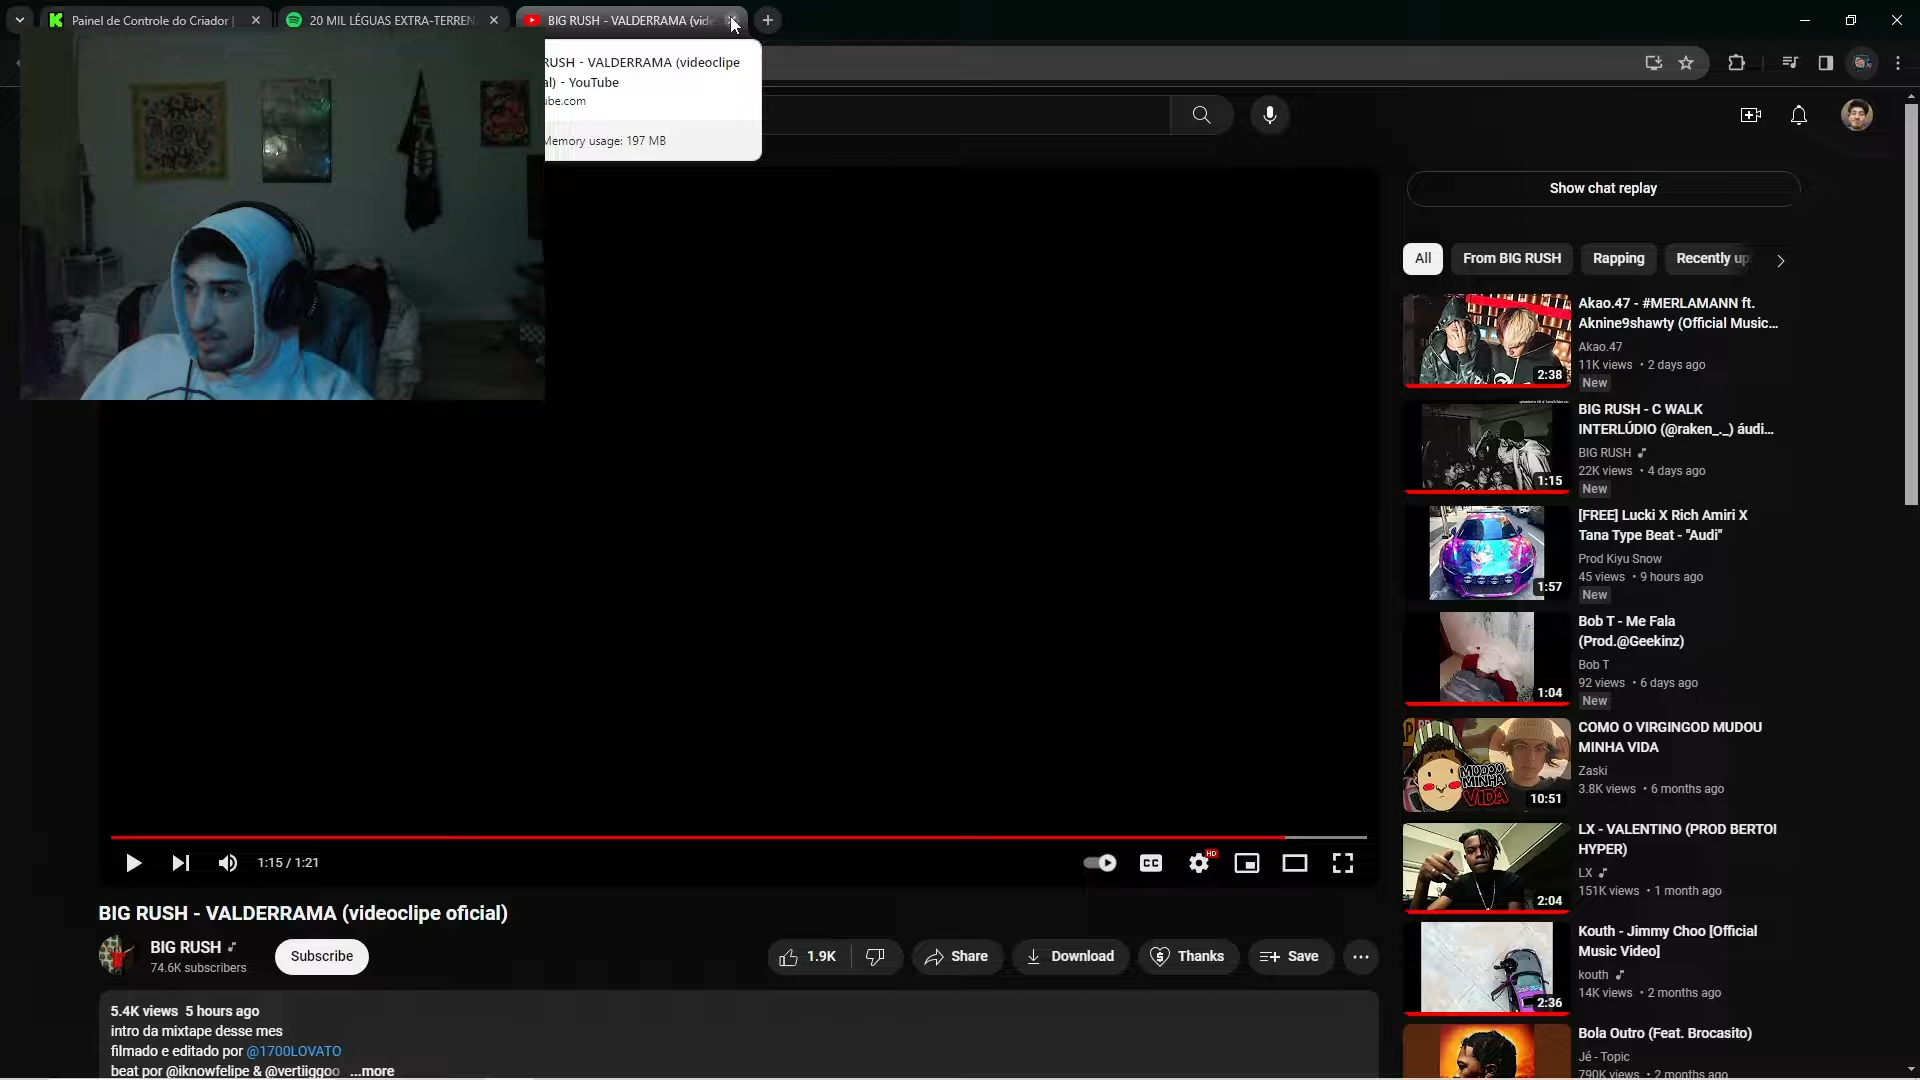 Painel de Controle do Criador |
20 MIL LÉGUAS EXTRA-TERREN
BIG RUSH - VALDERRAMA (vide
RUSH - VALDERRAMA (videoclipe
al) - YouTube
ube.com
Memory usage: 197 MB
Show chat replay
All
From BIG RUSH
Rapping
Recently up
Akao.47 - #MERLAMANN ft.
Aknine9shawty (Official Music...
Akao.47
11K views • 2 days ago
New
2:38
BIG RUSH - C WALK
INTERLÚDIO (@raken_._) áudi...
BIG RUSH
22K views • 4 days ago
New
1:15
[FREE] Lucki X Rich Amiri X
Tana Type Beat - "Audi"
Prod Kiyu Snow
45 views • 9 hours ago
New
1:57
Bob T - Me Fala
(Prod.@Geekinz)
Bob T
92 views • 6 days ago
New
1:04
COMO O VIRGINGOD MUDOU
MINHA VIDA
Zaski
3.8K views • 6 months ago
MUDOU
MINHA
VIDA
10:51
LX - VALENTINO (PROD BERTOI
HYPER)
LX
151K views • 1 month ago
2:04
Kouth - Jimmy Choo [Official
Music Video]
kouth
14K views • 2 months ago
2:36
Bola Outro (Feat. Brocasito)
Jé - Topic
790K views • 2 months ago
1:15 / 1:21
CC
HD
BIG RUSH - VALDERRAMA (videoclipe oficial)
BIG RUSH
74.6K subscribers
Subscribe
1.9K
Share
Download
Thanks
Save
5.4K views 5 hours ago
intro da mixtape desse mes
filmado e editado por @1700LOVATO
beat por @iknowfelipe & @vertiiggoo ...more